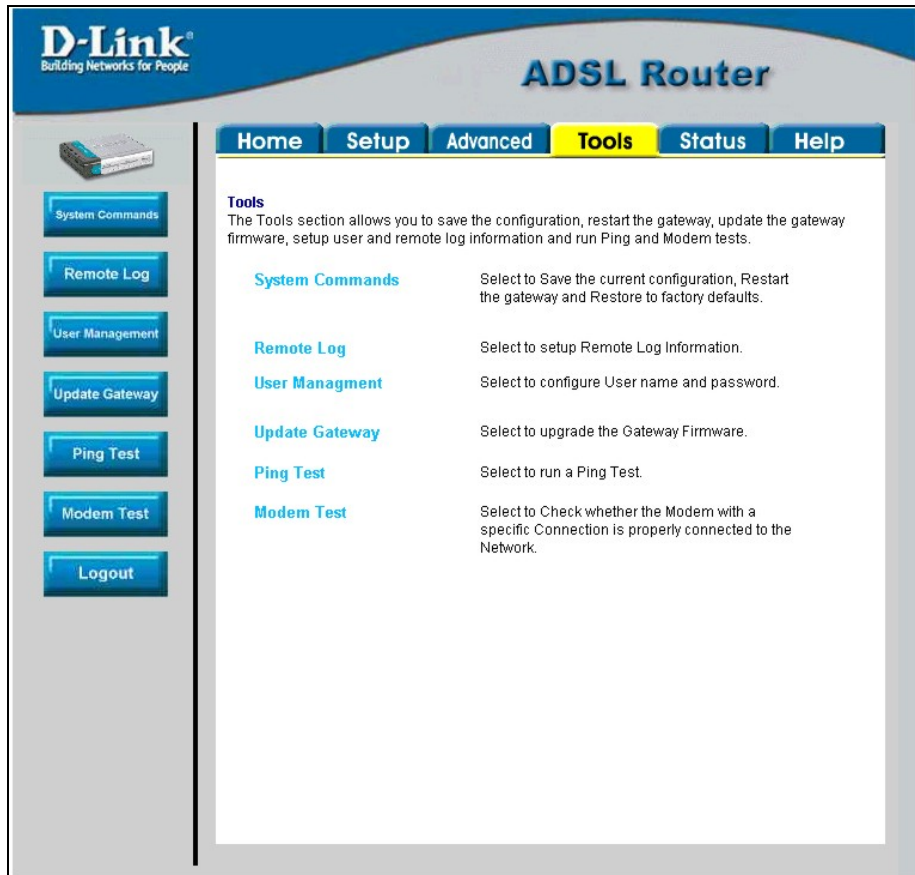 D-Link®
Building Networks for People
ADSL Router
Home
Setup
Advanced
Tools
Status
Help
System Commands
Remote Log
User Management
Update Gateway
Ping Test
Modem Test
Logout
Tools
The Tools section allows you to save the configuration, restart the gateway, update the gateway
firmware, setup user and remote log information and run Ping and Modem tests.
System Commands
Select to Save the current configuration, Restart
the gateway and Restore to factory defaults.
Remote Log
Select to setup Remote Log Information.
User Managment
Select to configure User name and password.
Update Gateway
Select to upgrade the Gateway Firmware.
Ping Test
Select to run a Ping Test.
Modem Test
Select to Check whether the Modem with a
specific Connection is properly connected to the
Network.